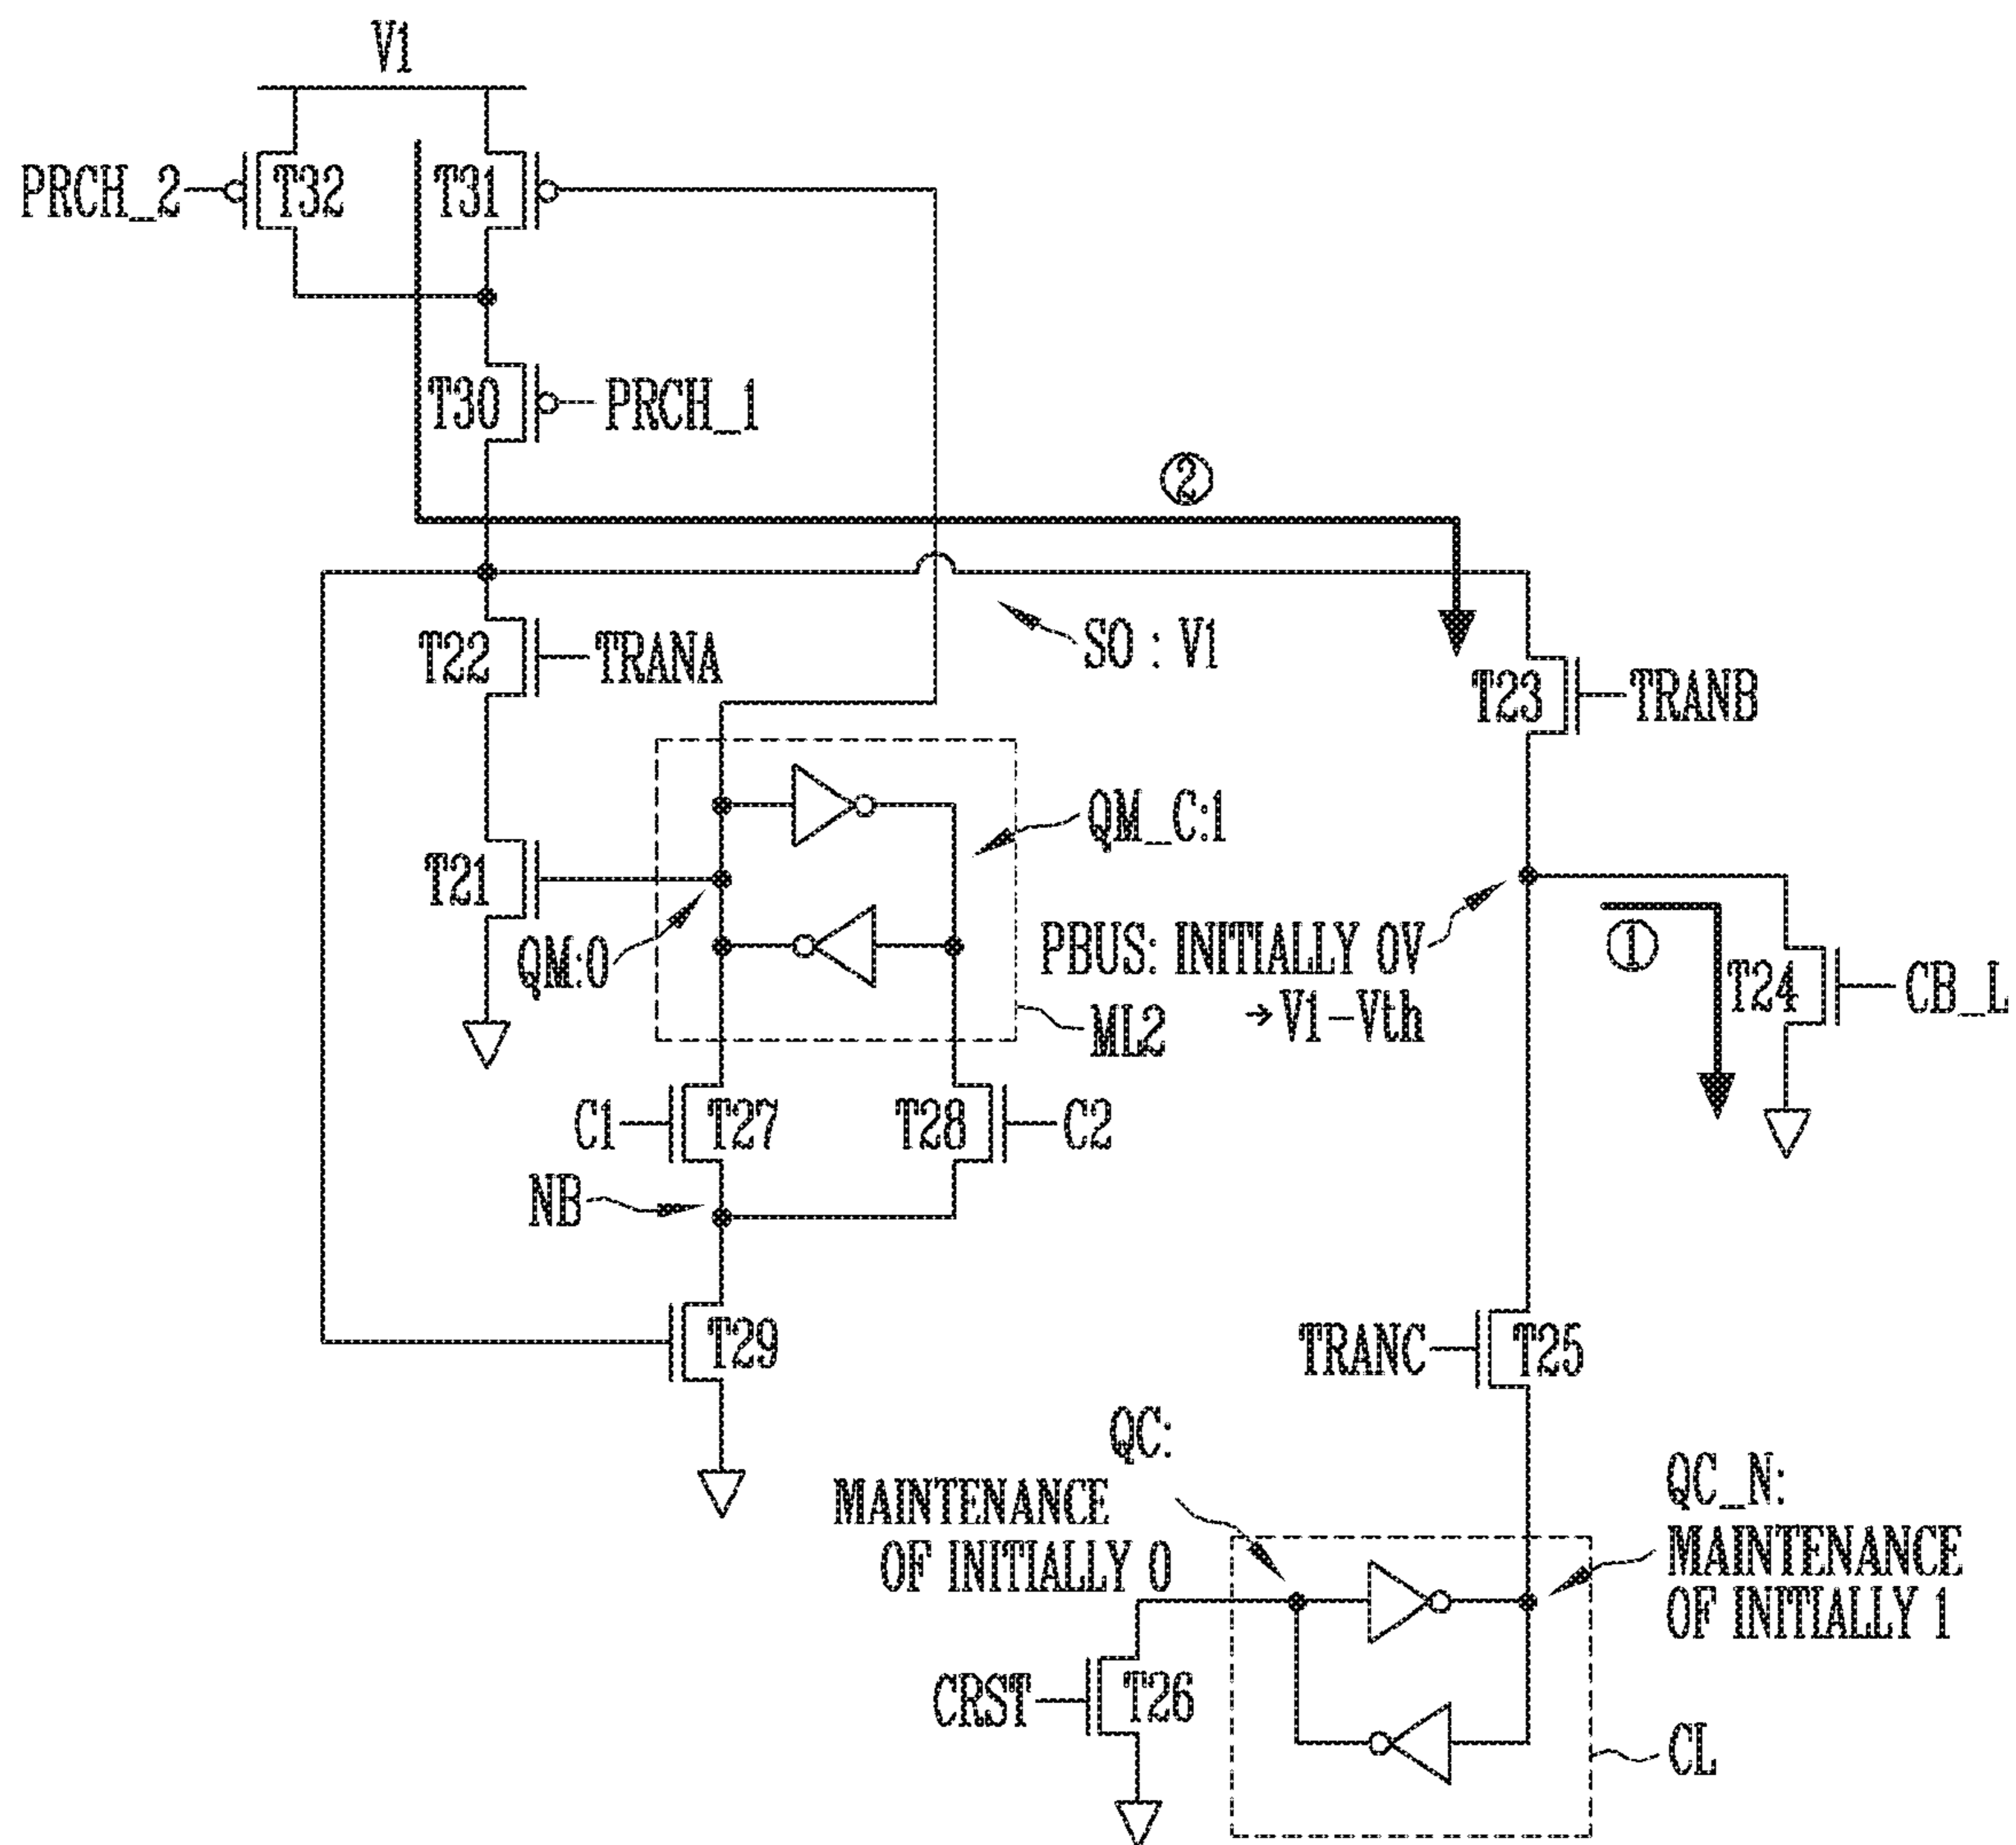 V1
PRCH_2
T32
T31
T30
PRCH_1
②
T22
TRANA
SO : V1
T23
TRANB
QM_C:1
T21
QM:0
PBUS: INITIALLY 0V
→ V1-Vth
①
T24
CB_L
ML2
C1
T27
T28
C2
NB
T29
TRANC
T25
QC:
MAINTENANCE
OF INITIALLY 0
QC_N:
MAINTENANCE
OF INITIALLY 1
CRST
T26
CL